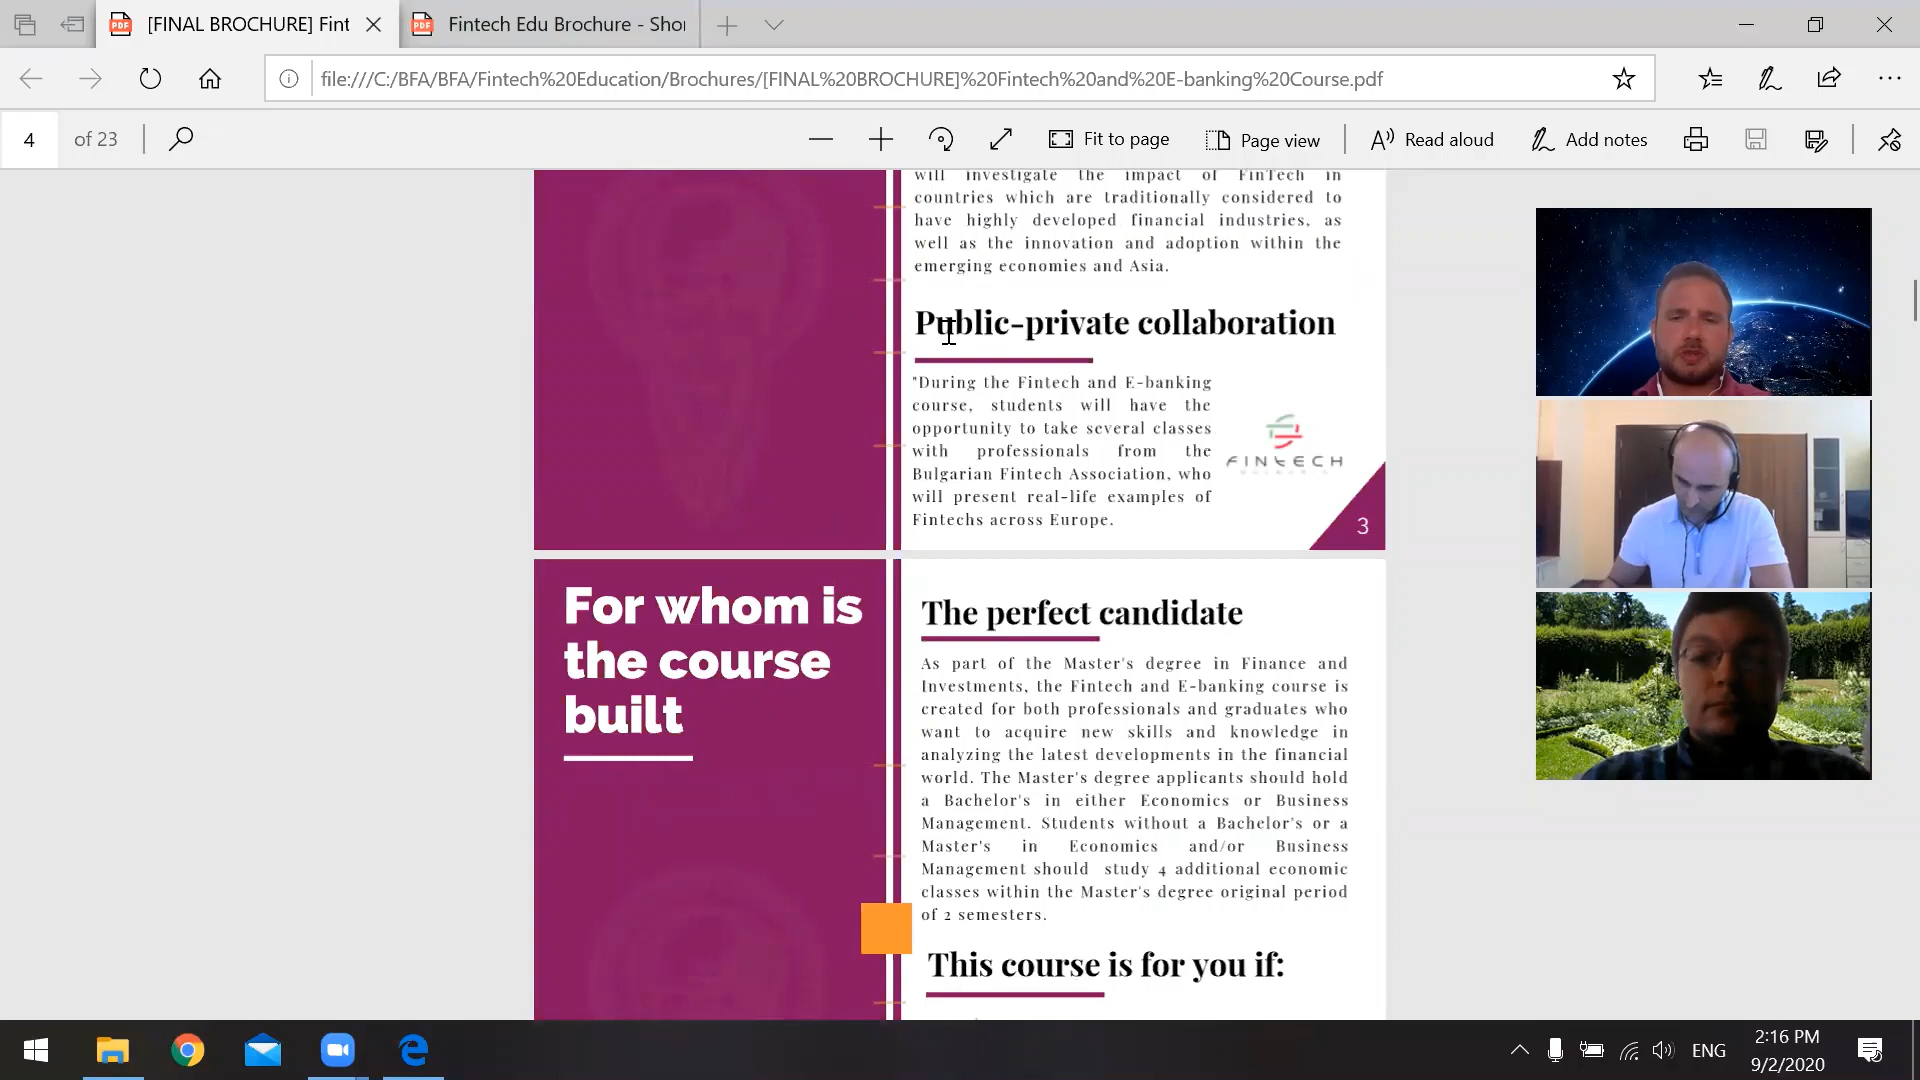 [FINAL BROCHURE] Fint
Fintech Edu Brochure - Shor
file:///C:/BFA/BFA/Fintech%20Education/Brochures/[FINAL%20BROCHURE]%20Fintech%20and%20E-banking%20Course.pdf
4 of 23
Fit to page
Page view
Read aloud
Add notes
will investigate the impact of FinTech in
countries which are traditionally considered to
have highly developed financial industries, as
well as the innovation and adoption within the
emerging economies and Asia.
Public-private collaboration
"During the Fintech and E-banking
course, students will have the
opportunity to take several classes
with professionals from the
Bulgarian Fintech Association, who
will present real-life examples of
Fintechs across Europe.
FINTECH
3
For whom is
the course
built
The perfect candidate
As part of the Master's degree in Finance and
Investments, the Fintech and E-banking course is
created for both professionals and graduates who
want to acquire new skills and knowledge in
analyzing the latest developments in the financial
world. The Master's degree applicants should hold
a Bachelor's in either Economics or Business
Management. Students without a Bachelor's or a
Master's in Economics and/or Business
Management should study 4 additional economic
classes within the Master's degree original period
of 2 semesters.
This course is for you if:
ENG
2:16 PM
9/2/2020